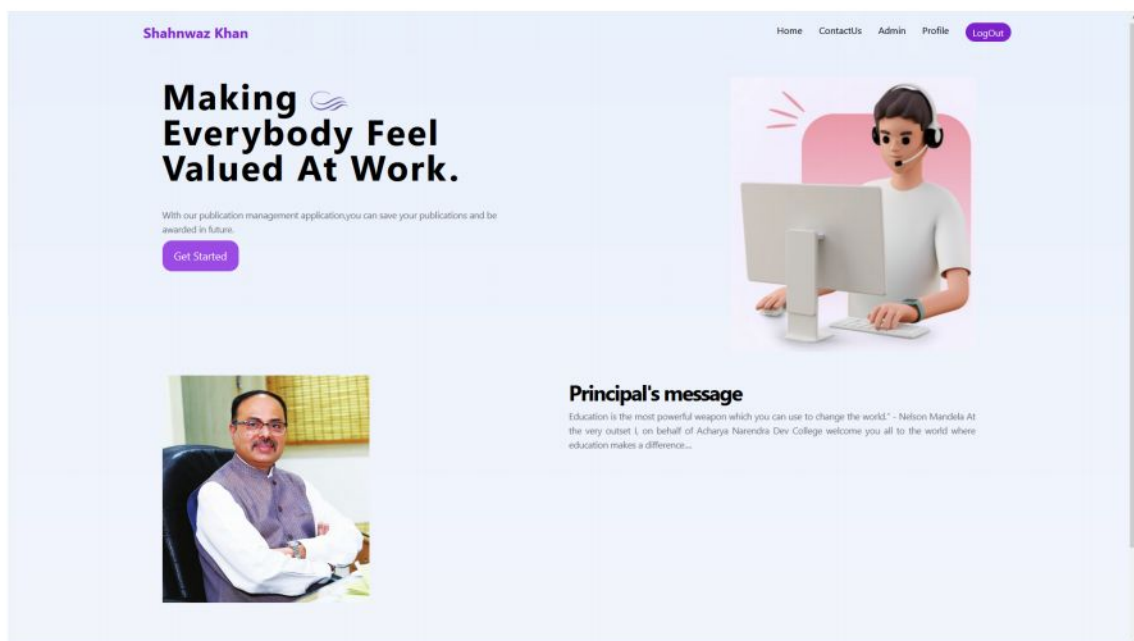 Shahnwaz Khan
Home ContactUs Admin Profile LogOut
Making
Everybody Feel
Valued At Work.
With our publication management application,you can save your publications and be
awarded in future.
Get Started
Principal's message
Education is the most powerful weapon which you can use to change the world." - Nelson Mandela At
the very outset I, on behalf of Acharya Narendra Dev College welcome you all to the world where
education makes a difference....